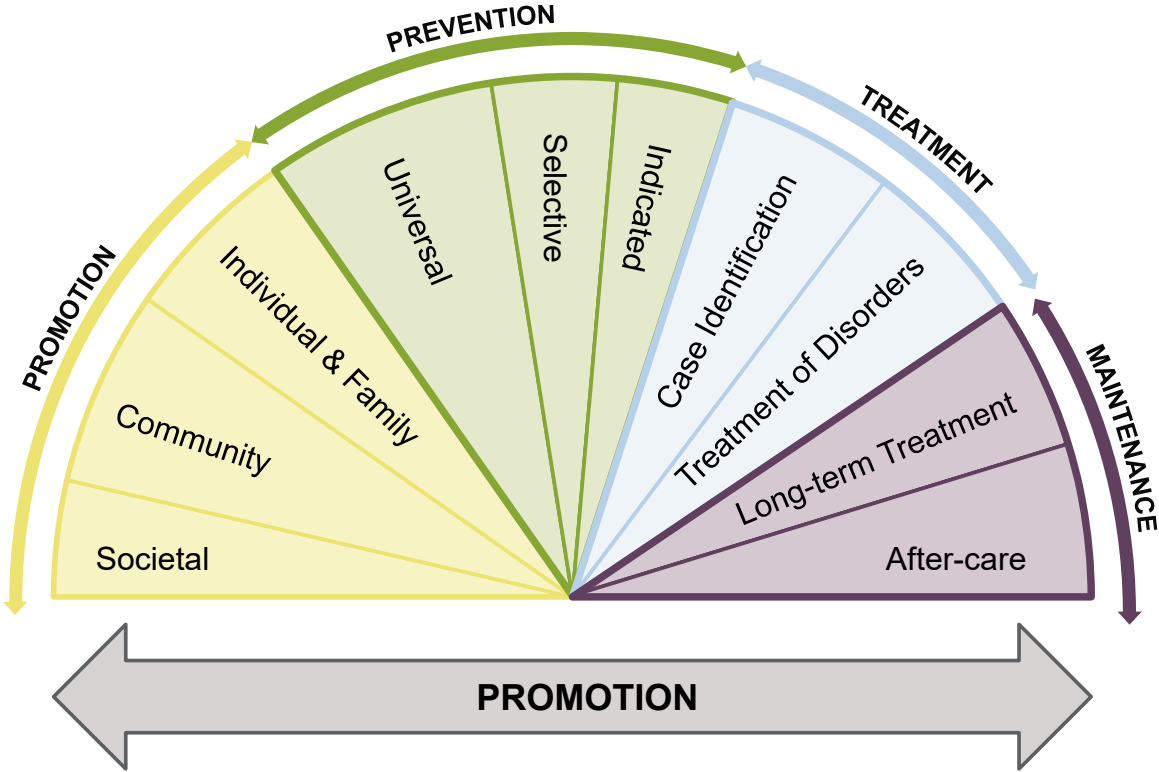 PROMOTION
PREVENTION
TREATMENT
MAINTENANCE
Societal
Community
Individual & Family
Universal
Selective
Indicated
Case Identification
Treatment of Disorders
Long-term Treatment
After-care
PROMOTION